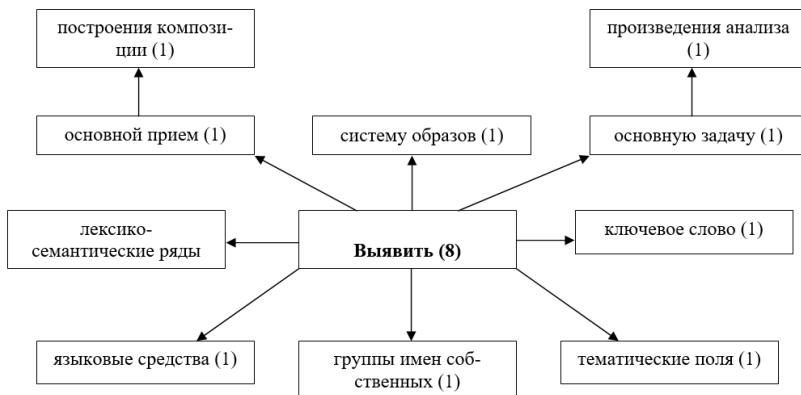 построения компози-
ции (1)
произведения анализа
(1)
основной прием (1)
систему образов (1)
основную задачу (1)
лексико-
семантические ряды
Выявить (8)
ключевое слово (1)
языковые средства (1)
группы имен соб-
ственных (1)
тематические поля (1)